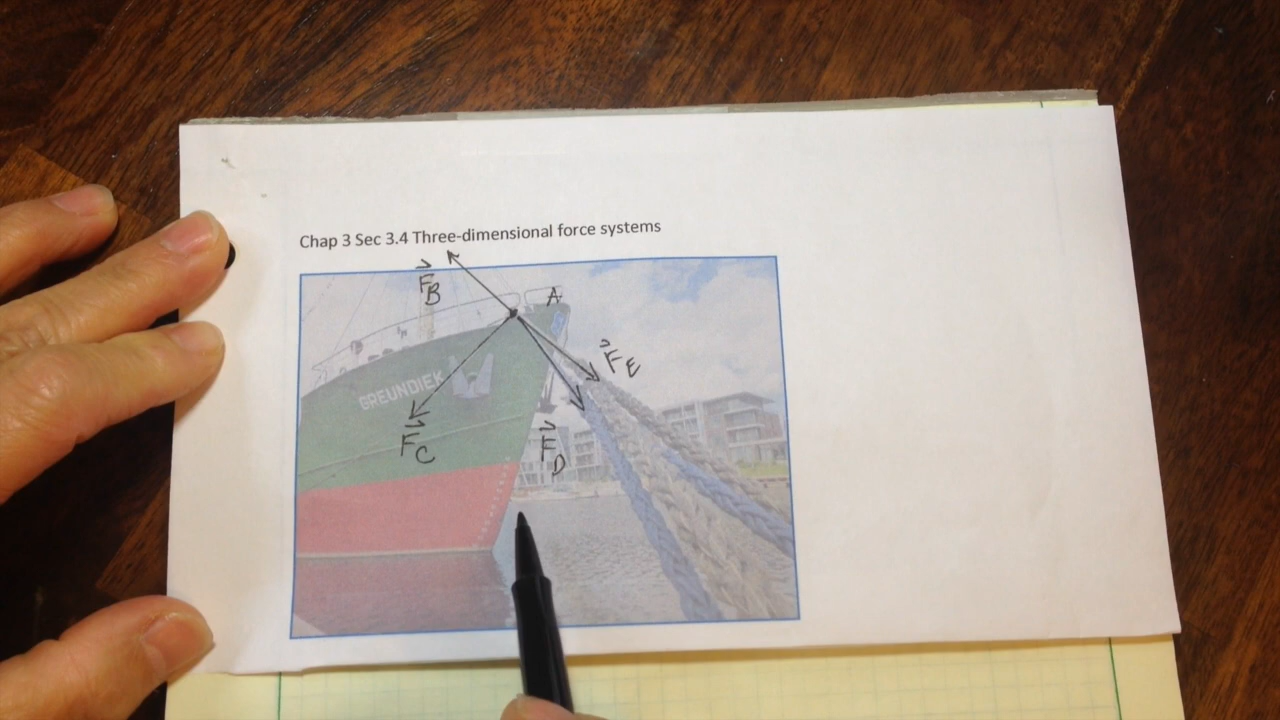 Chap 3 Sec 3.4 Three-dimensional force systems
F⃗B
A
F⃗E
GREUNDIEK
F⃗C
F⃗D